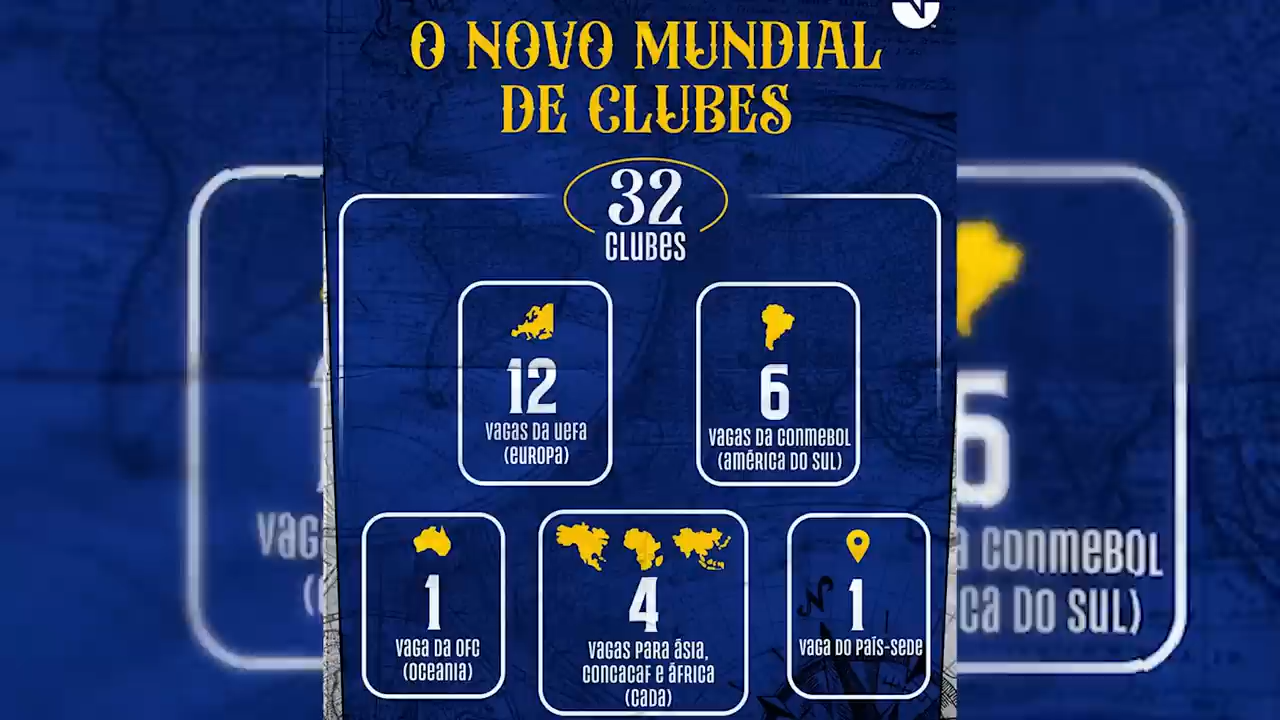 O NOVO MUNDIAL
DE CLUBES
32
CLUBES
12
VAGAS DA UEFA
(EUROPA)
6
VAGAS DA CONMEBOL
(AMÉRICA DO SUL)
1
VAGA DA OFC
(OCEANIA)
4
VAGAS PARA ÁSIA,
CONCACAF E ÁFRICA
(CADA)
N
1
VAGA DO PAÍS-SEDE